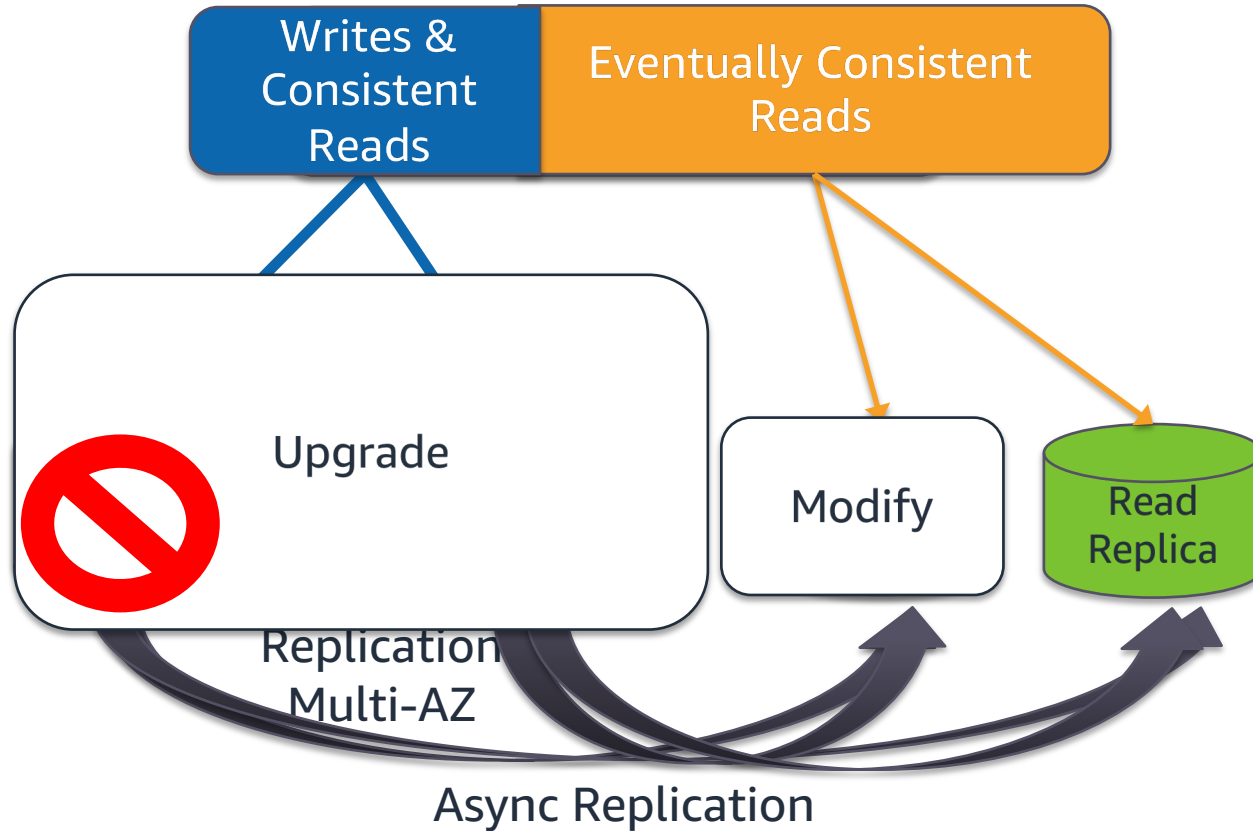 Writes &
Consistent
Reads
Eventually Consistent
Reads
Upgrade
Modify
Read
Replica
Replication
Multi-AZ
Async Replication